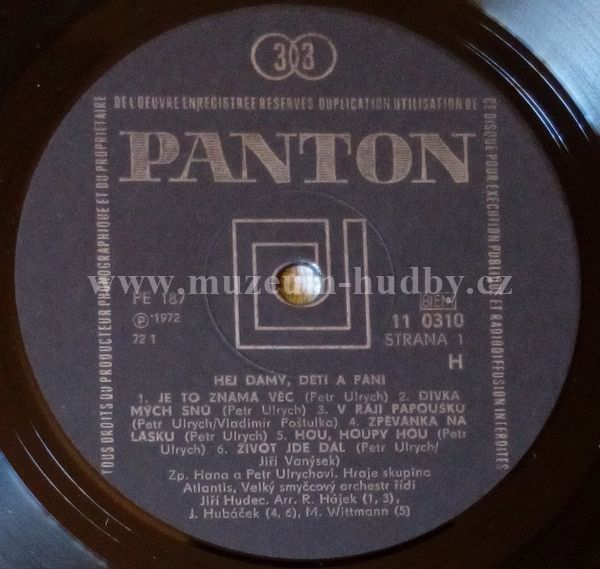 33
DE L'OEUVRE ENREGISTREE RESERVES DUPLICATION UTILISATION DE
CE DISQUE POUR EXECUTION PUBLIQUE ET RADIODIFFUSION INTERDITES
TOUS DROITS DU PRODUCTEUR PHONOGRAPHIQUE ET DU PROPRIETAIRE
PANTON
www.muzeum-hudby.cz
PE 187
Ⓟ 1972
72 1
11 0310
STRANA 1
H
HEJ DÁMY, DĚTI A PÁNI
1. JE TO ZNÁMÁ VĚC (Petr Ulrych) 2. DÍVKA
MÝCH SNŮ (Petr Ulrych) 3. V RÁJI PAPOUŠKŮ
(Petr Ulrych/Vladimír Poštulka) 4. ZPĚVANKA NA
LÁSKU (Petr Ulrych) 5. HOU, HOUPY HOU (Petr
Ulrych) 6. ŽIVOT JDE DÁL (Petr Ulrych/
Jiří Vanýsek)
Zp. Hana a Petr Ulrychovi. Hraje skupina
Atlantis, Velký smyčcový orchestr řídí
Jiří Hudec. Arr. R. Hájek (1, 3),
J. Hubáček (4, 6), M. Wittmann (5)